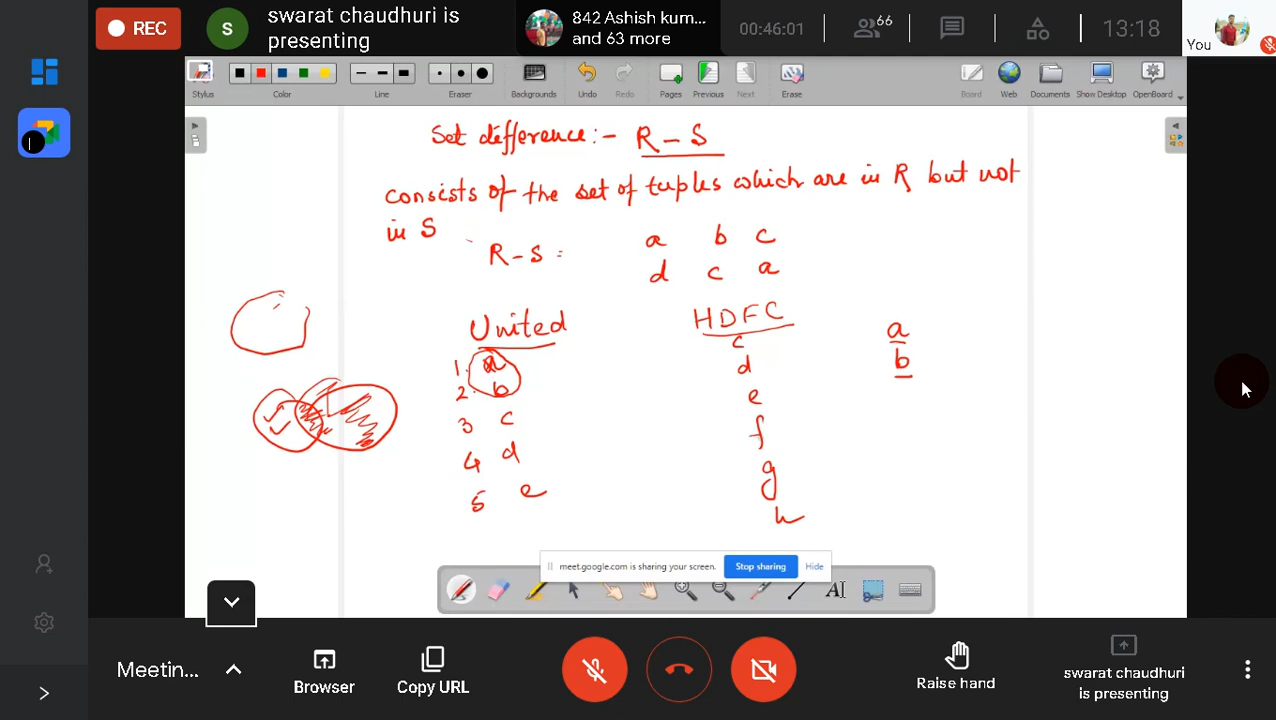 REC
S
swarat chaudhuri is
presenting
842 Ashish kum...
and 63 more
00:46:01
66
13:18
You
Stylus
Color
Line
Eraser
Backgrounds
Undo
Redo
Pages
Previous
Next
Erase
Board
Web
Documents
Show Desktop
OpenBoard
Set difference:- R - S
consists of the set of tuples which are in R but not
in S
R - S =
a b c
d c a
United
HDFC
1. a
2. b
3 c
4 d
5 e
c
d
e
f
g
h
a
b
meet.google.com is sharing your screen.
Stop sharing
Hide
AI
Meetin...
Browser
Copy URL
Raise hand
swarat chaudhuri
is presenting